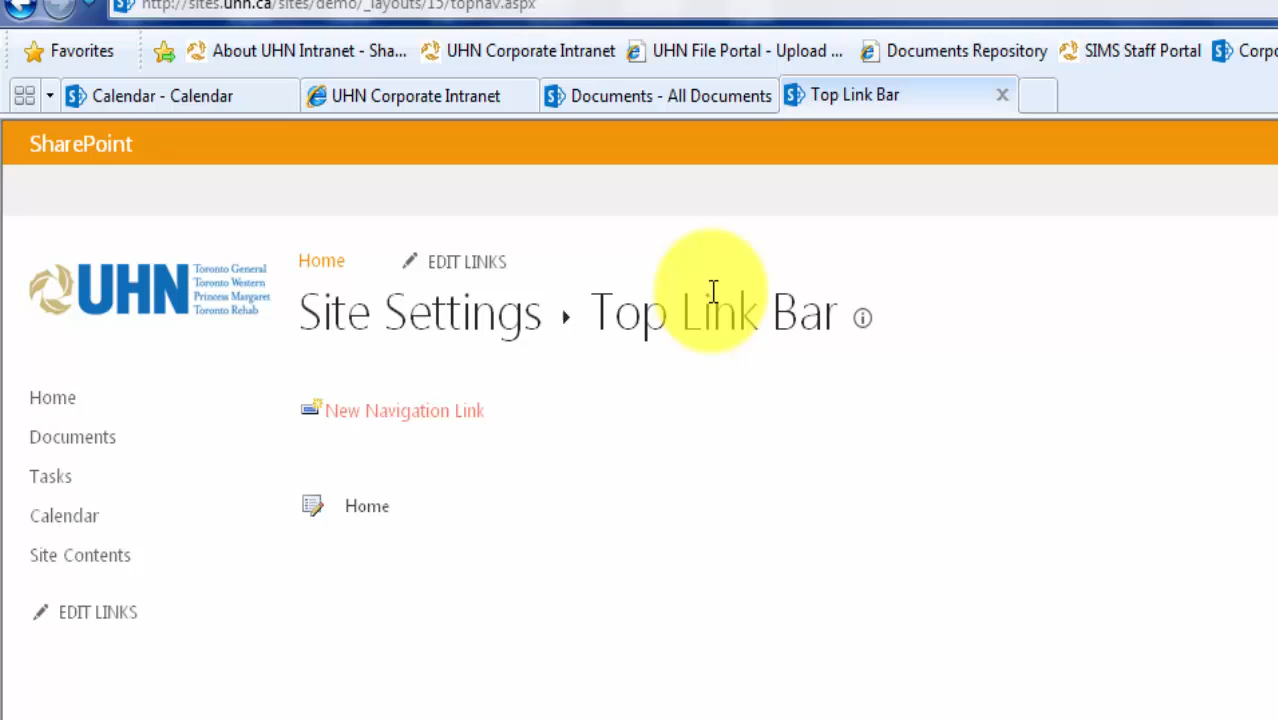 http://sites.uhn.ca/sites/demo/_layouts/15/topnav.aspx
Favorites About UHN Intranet - Sha... UHN Corporate Intranet UHN File Portal - Upload ... Documents Repository SIMS Staff Portal Corpo
Calendar - Calendar UHN Corporate Intranet Documents - All Documents Top Link Bar
SharePoint
Home EDIT LINKS
UHN Toronto General
Toronto Western
Princess Margaret
Toronto Rehab
Site Settings ▸ Top Link Bar
Home
New Navigation Link
Documents
Tasks
Home
Calendar
Site Contents
EDIT LINKS